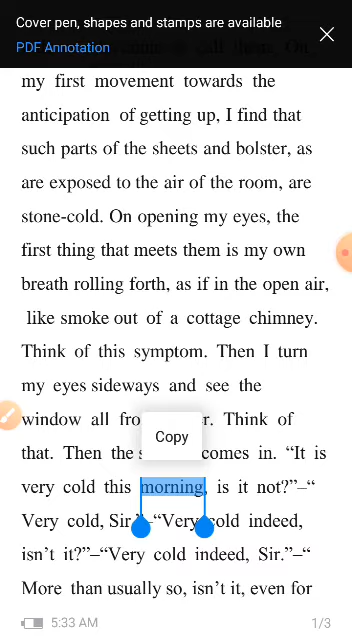 Cover pen, shapes and stamps are available
PDF Annotation
my first movement towards the
anticipation of getting up, I find that
such parts of the sheets and bolster, as
are exposed to the air of the room, are
stone-cold. On opening my eyes, the
first thing that meets them is my own
breath rolling forth, as if in the open air,
like smoke out of a cottage chimney.
Think of this symptom. Then I turn
my eyes sideways and see the
window all fro r. Think of
Copy
that. Then the s comes in. “It is
very cold this morning, is it not?”–“
Very cold, Sir.”–“Very cold indeed,
isn’t it?”–“Very cold indeed, Sir.”–“
More than usually so, isn’t it, even for
5:33 AM
1/3